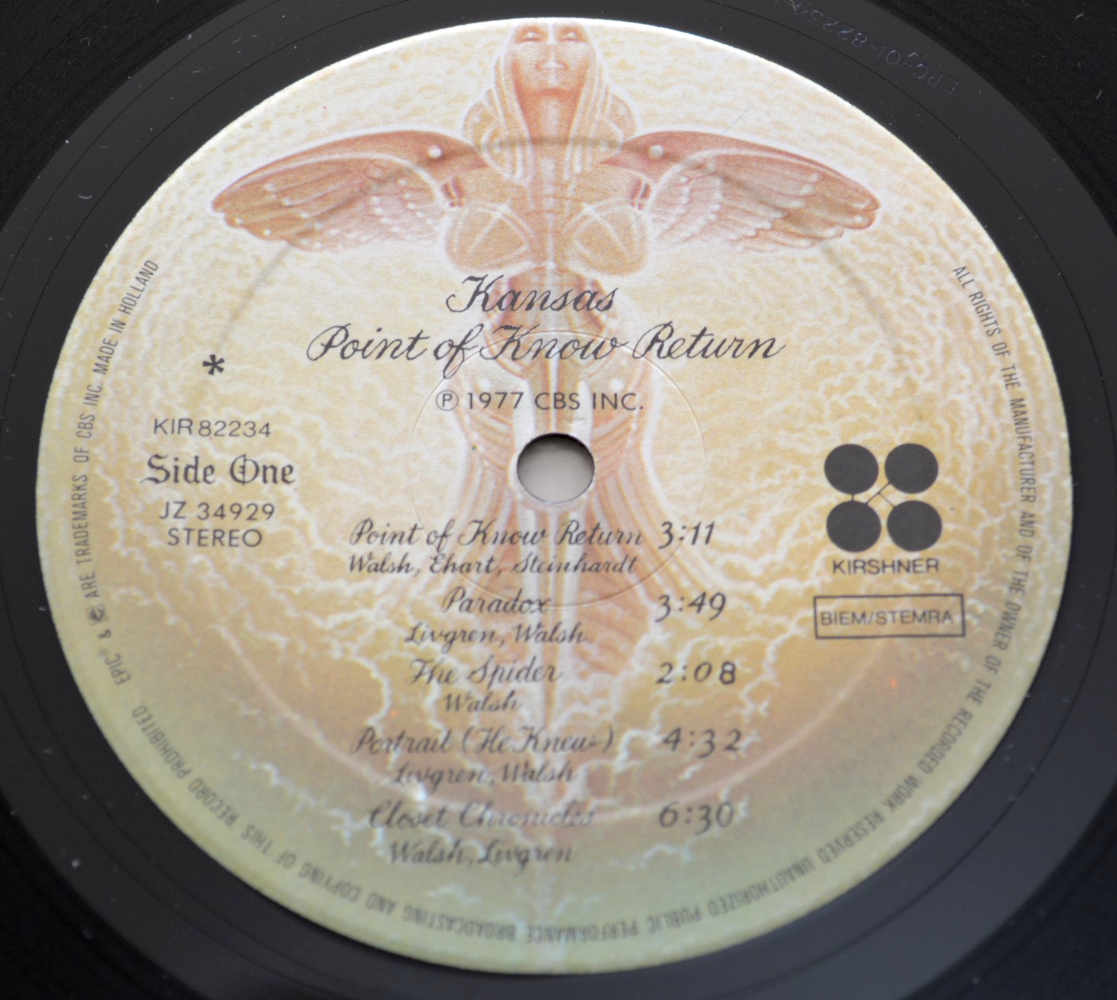 Kansas
Point of Know Return
℗ 1977 CBS INC.
*
KIR 82234
Side One
JZ 34929
STEREO
KIRSHNER
BIEM/STEMRA
Point of Know Return 3:11
Walsh, Ehart, Steinhardt
Paradox 3:49
Livgren, Walsh
The Spider 2:08
Walsh
Portrait (He Knew) 4:32
Livgren, Walsh
Closet Chronicles 6:30
Walsh, Livgren
ALL RIGHTS OF THE MANUFACTURER AND OF THE OWNER OF THE RECORDED WORK RESERVED UNAUTHORIZED PUBLIC PERFORMANCE BROADCASTING AND COPYING OF THIS RECORD PROHIBITED EPIC ® & ARE TRADEMARKS OF CBS INC. MADE IN HOLLAND